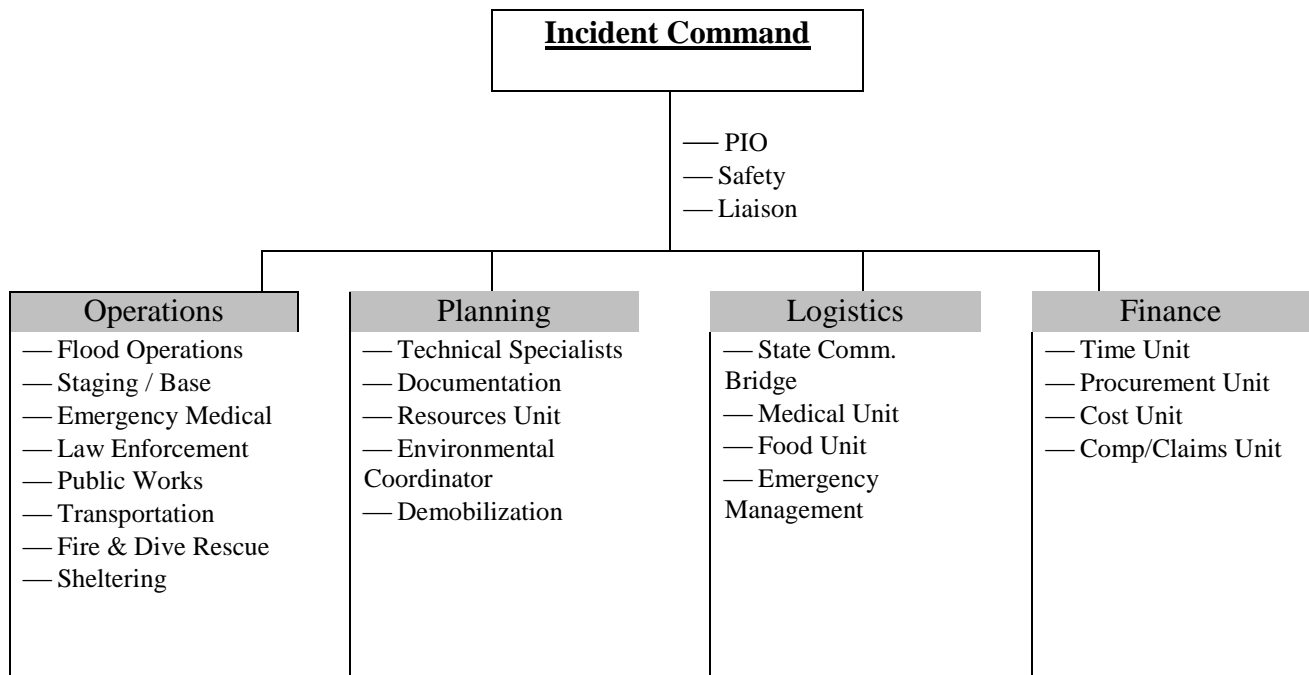 Incident Command
— PIO
— Safety
— Liaison
Operations
— Flood Operations
— Staging / Base
— Emergency Medical
— Law Enforcement
— Public Works
— Transportation
— Fire & Dive Rescue
— Sheltering
Planning
— Technical Specialists
— Documentation
— Resources Unit
— Environmental
Coordinator
— Demobilization
Logistics
— State Comm.
Bridge
— Medical Unit
— Food Unit
— Emergency
Management
Finance
— Time Unit
— Procurement Unit
— Cost Unit
— Comp/Claims Unit